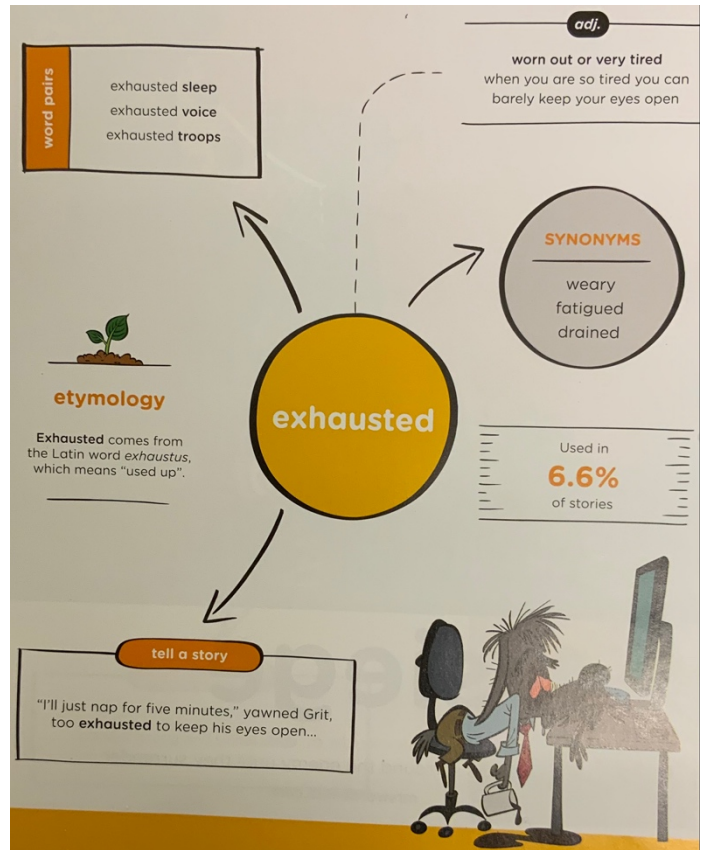 adj.
worn out or very tired
when you are so tired you can
barely keep your eyes open
word pairs
exhausted sleep
exhausted voice
exhausted troops
SYNONYMS
weary
fatigued
drained
exhausted
etymology
Exhausted comes from
the Latin word exhaustus,
which means “used up”.
Used in
6.6%
of stories
tell a story
“I’ll just nap for five minutes,” yawned Grit,
too exhausted to keep his eyes open...